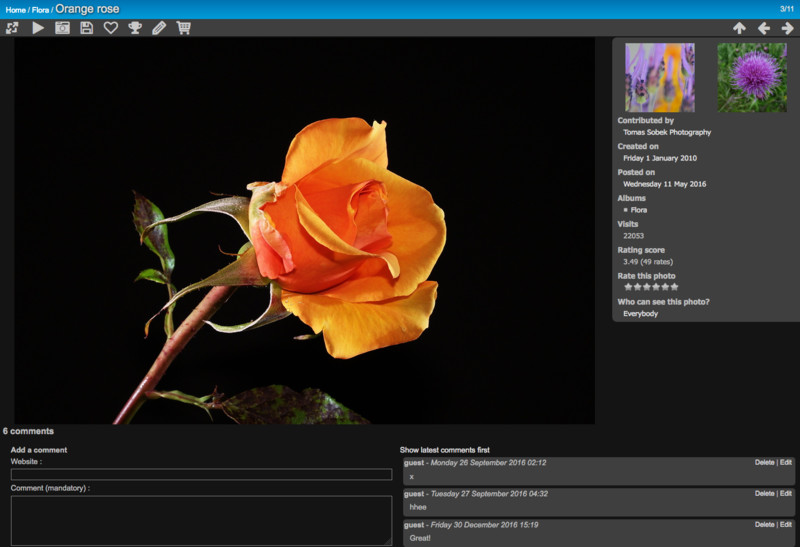 Home / Flora / Orange rose
3/11
Contributed by
Tomas Sobek Photography
Created on
Friday 1 January 2010
Posted on
Wednesday 11 May 2016
Albums
Flora
Visits
22053
Rating score
3.49 (49 rates)
Rate this photo
Who can see this photo?
Everybody
6 comments
Add a comment
Website :
Comment (mandatory) :
Show latest comments first
guest - Monday 26 September 2016 02:12
Delete | Edit
x
guest - Tuesday 27 September 2016 04:32
Delete | Edit
hhee
guest - Friday 30 December 2016 15:19
Delete | Edit
Great!